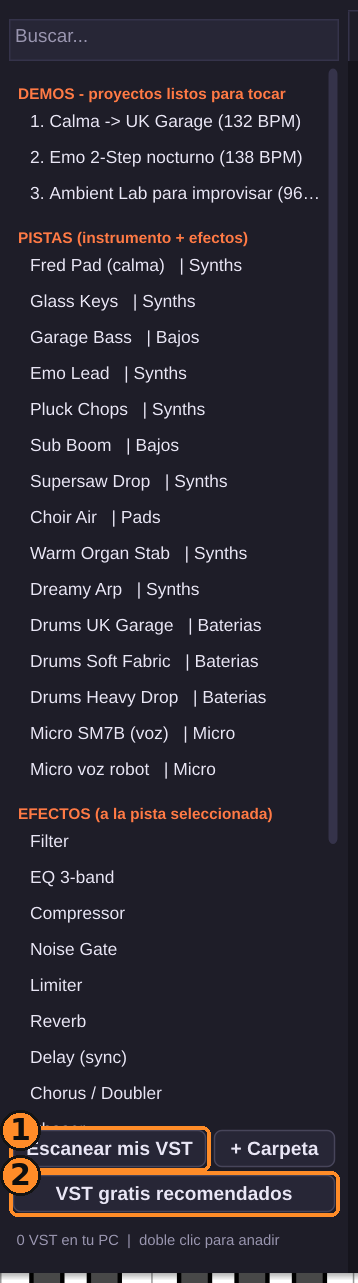 Buscar...
DEMOS - proyectos listos para tocar
1. Calma -> UK Garage (132 BPM)
2. Emo 2-Step nocturno (138 BPM)
3. Ambient Lab para improvisar (96...
PISTAS (instrumento + efectos)
Fred Pad (calma) | Synths
Glass Keys | Synths
Garage Bass | Bajos
Emo Lead | Synths
Pluck Chops | Synths
Sub Boom | Bajos
Supersaw Drop | Synths
Choir Air | Pads
Warm Organ Stab | Synths
Dreamy Arp | Synths
Drums UK Garage | Baterias
Drums Soft Fabric | Baterias
Drums Heavy Drop | Baterias
Micro SM7B (voz) | Micro
Micro voz robot | Micro
EFECTOS (a la pista seleccionada)
Filter
EQ 3-band
Compressor
Noise Gate
Limiter
Reverb
Delay (sync)
Chorus / Doubler
1 Escanear mis VST + Carpeta
2 VST gratis recomendados
0 VST en tu PC | doble clic para anadir